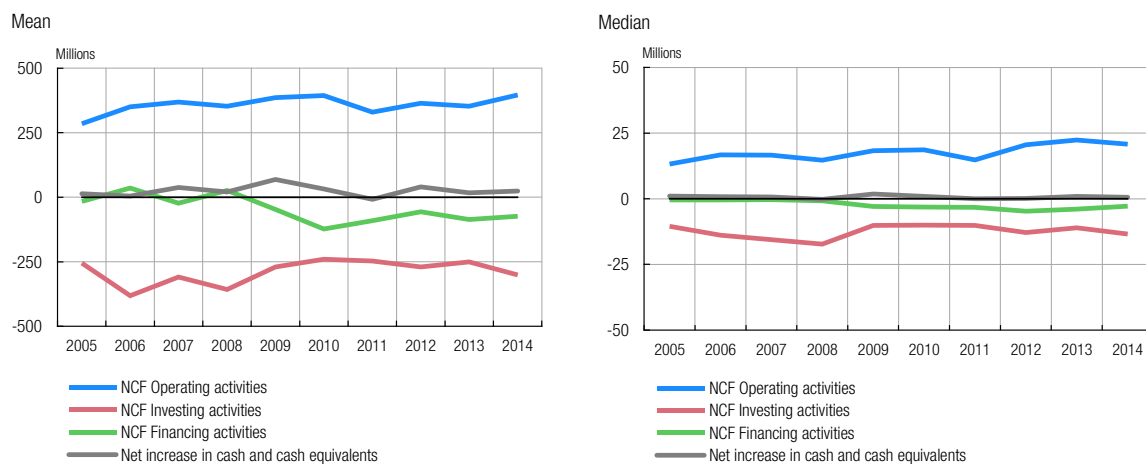 Mean
Millions
500
250
0
-250
-500
2005 2006 2007 2008 2009 2010 2011 2012 2013 2014
NCF Operating activities
NCF Investing activities
NCF Financing activities
Net increase in cash and cash equivalents
Median
Millions
50
25
0
-25
-50
2005 2006 2007 2008 2009 2010 2011 2012 2013 2014
NCF Operating activities
NCF Investing activities
NCF Financing activities
Net increase in cash and cash equivalents